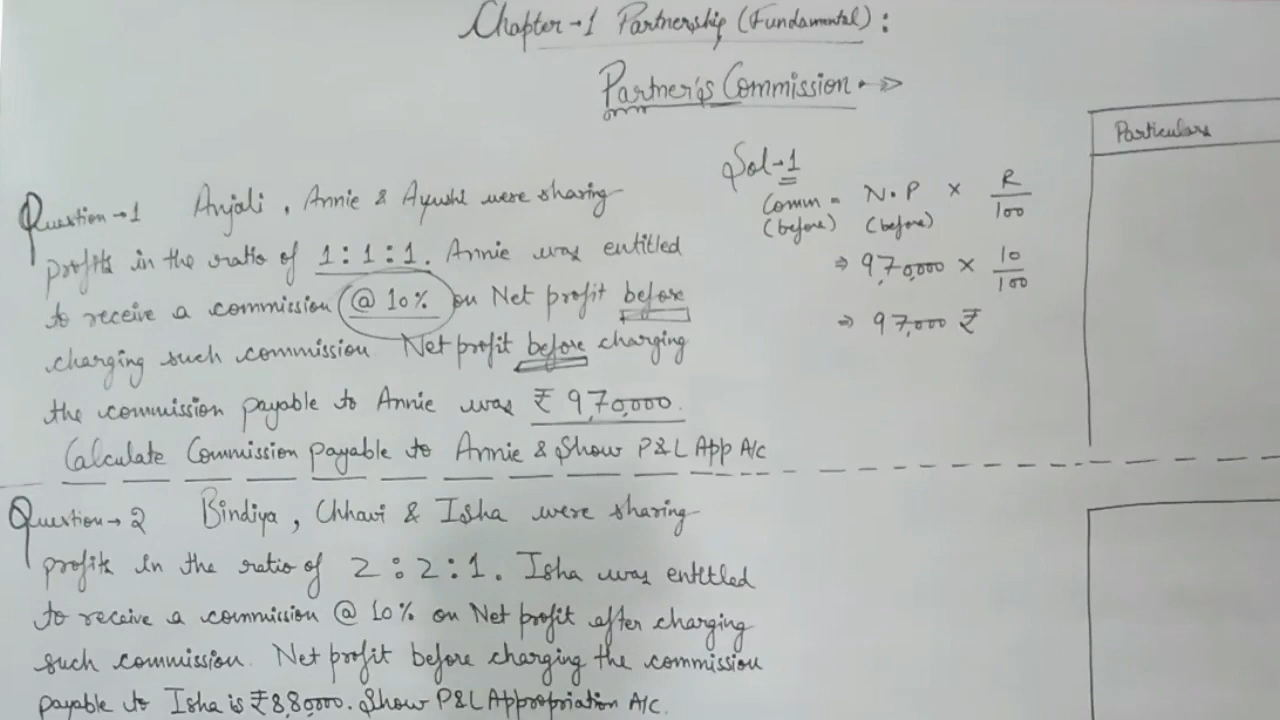 Chapter→1 Partnership (Fundamental) :
Partner's Commission →
Question→1 Anjali, Annie & Ayushi were sharing
profits in the ratio of 1:1:1. Annie was entitled
to receive a commission @ 10% on Net profit before
charging such commission Net profit before charging
the commission payable to Annie was ₹ 9,70,000.
Calculate Commission payable to Annie & Show P&L App A/c
Sol→1
Comm = N.P × R/100
(before) (before)
⇒ 9,70,000 × 10/100
⇒ 97,000 ₹
Particulars
Question→2 Bindiya, Chhavi & Isha were sharing
profits in the ratio of 2:2:1. Isha was entitled
to receive a commission @ 10% on Net profit after charging
such commission. Net profit before charging the commission
payable to Isha is ₹8,80,000. Show P&L Appropriation A/c.